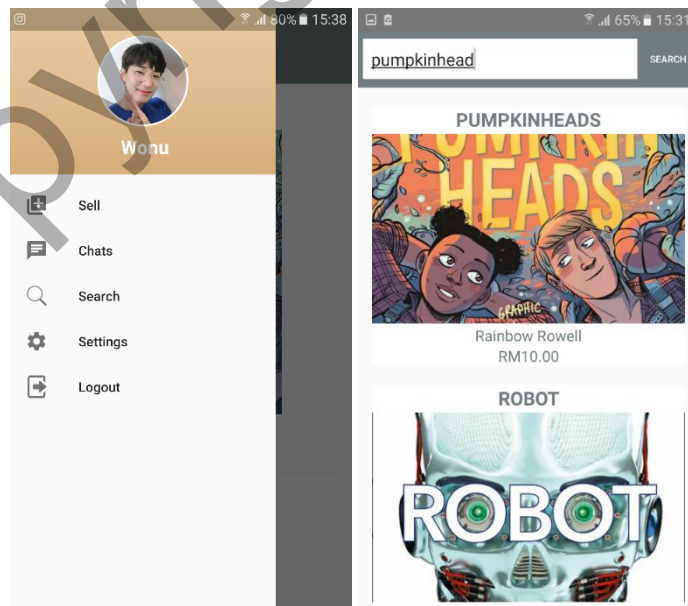 80% 15:38
Wonu
Sell
Chats
Search
Settings
Logout
65% 15:31
pumpkinhead
SEARCH
PUMPKINHEADS
PUMPKIN
HEADS
GRAPHIC
Rainbow Rowell
RM10.00
ROBOT
ROBOT